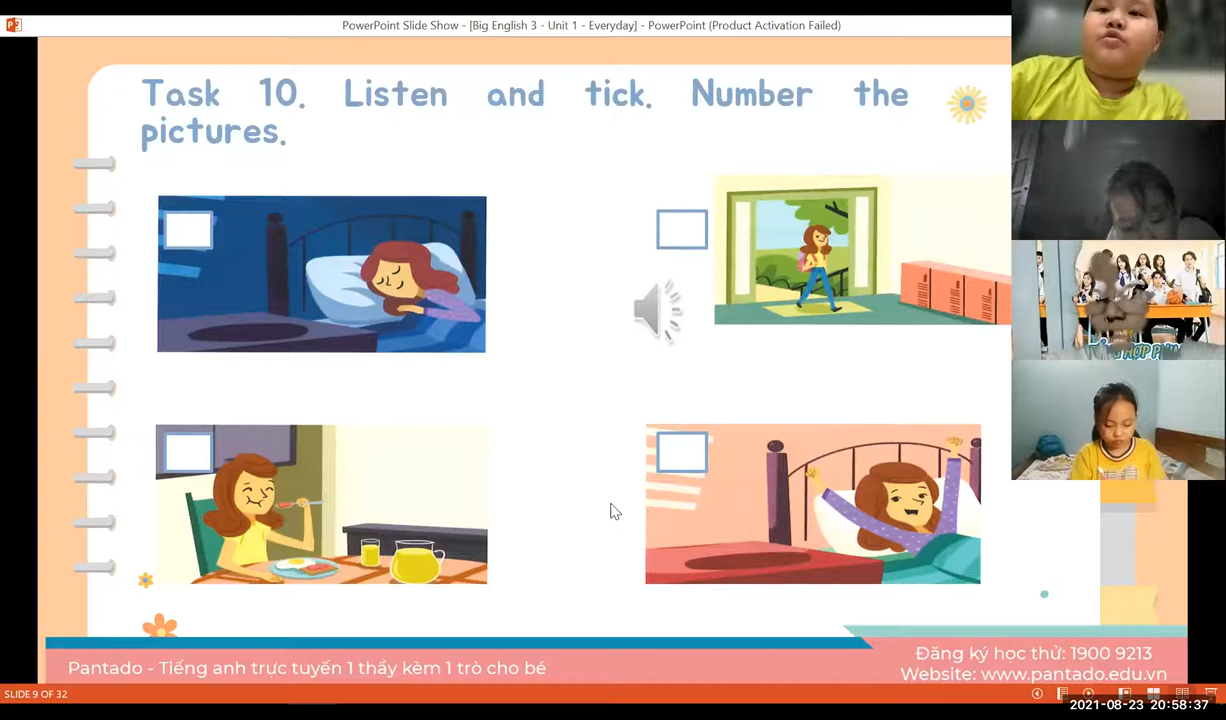 PowerPoint Slide Show - [Big English 3 - Unit 1 - Everyday] - PowerPoint (Product Activation Failed)
Task 10. Listen and tick. Number the
pictures.
Pantado - Tiếng anh trực tuyến 1 thầy kèm 1 trò cho bé
Đăng ký học thử: 1900 9213
Website: www.pantado.edu.vn
SLIDE 9 OF 32
2021-08-23 20:58:37